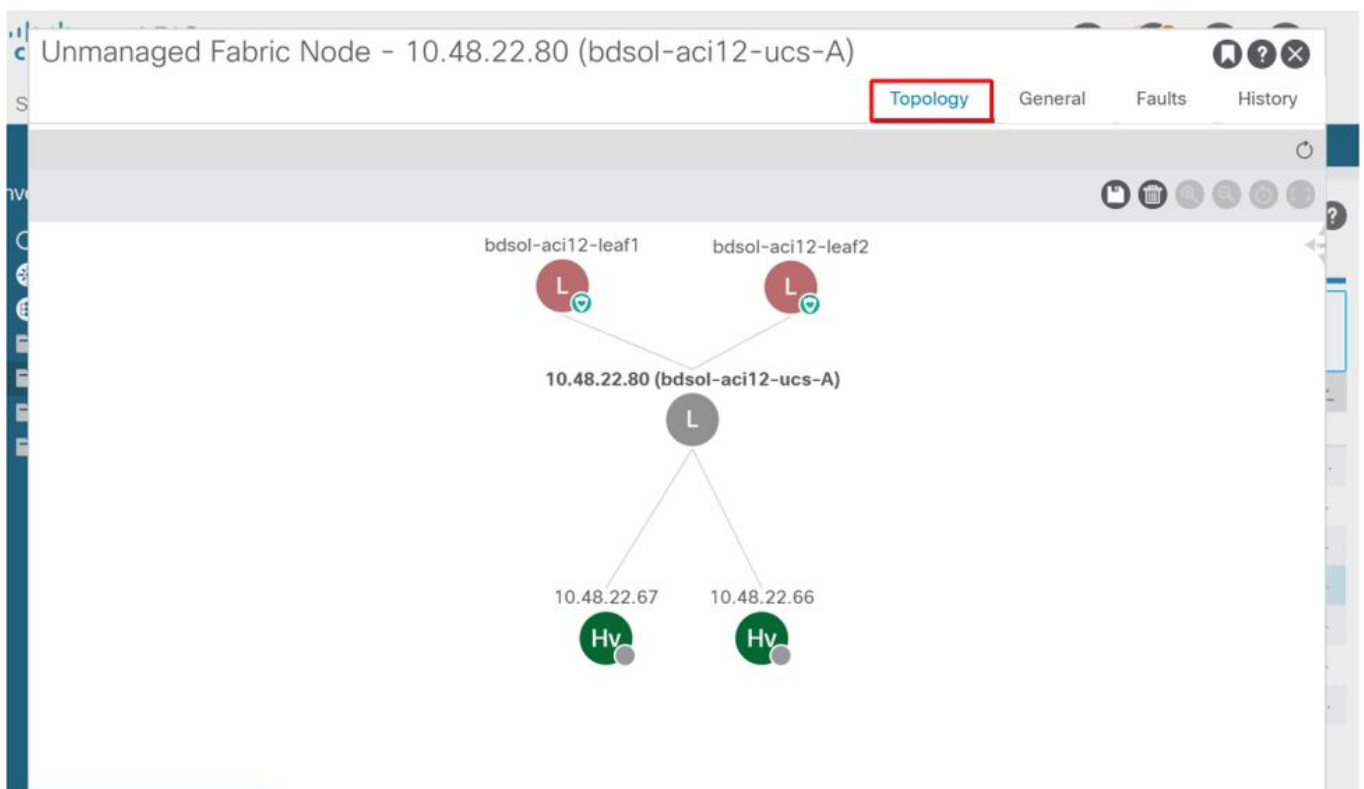 Unmanaged Fabric Node - 10.48.22.80 (bdsol-aci12-ucs-A)
?
Topology General Faults History
bdsol-aci12-leaf1 bdsol-aci12-leaf2
L L
10.48.22.80 (bdsol-aci12-ucs-A)
L
10.48.22.67 10.48.22.66
Hv Hv